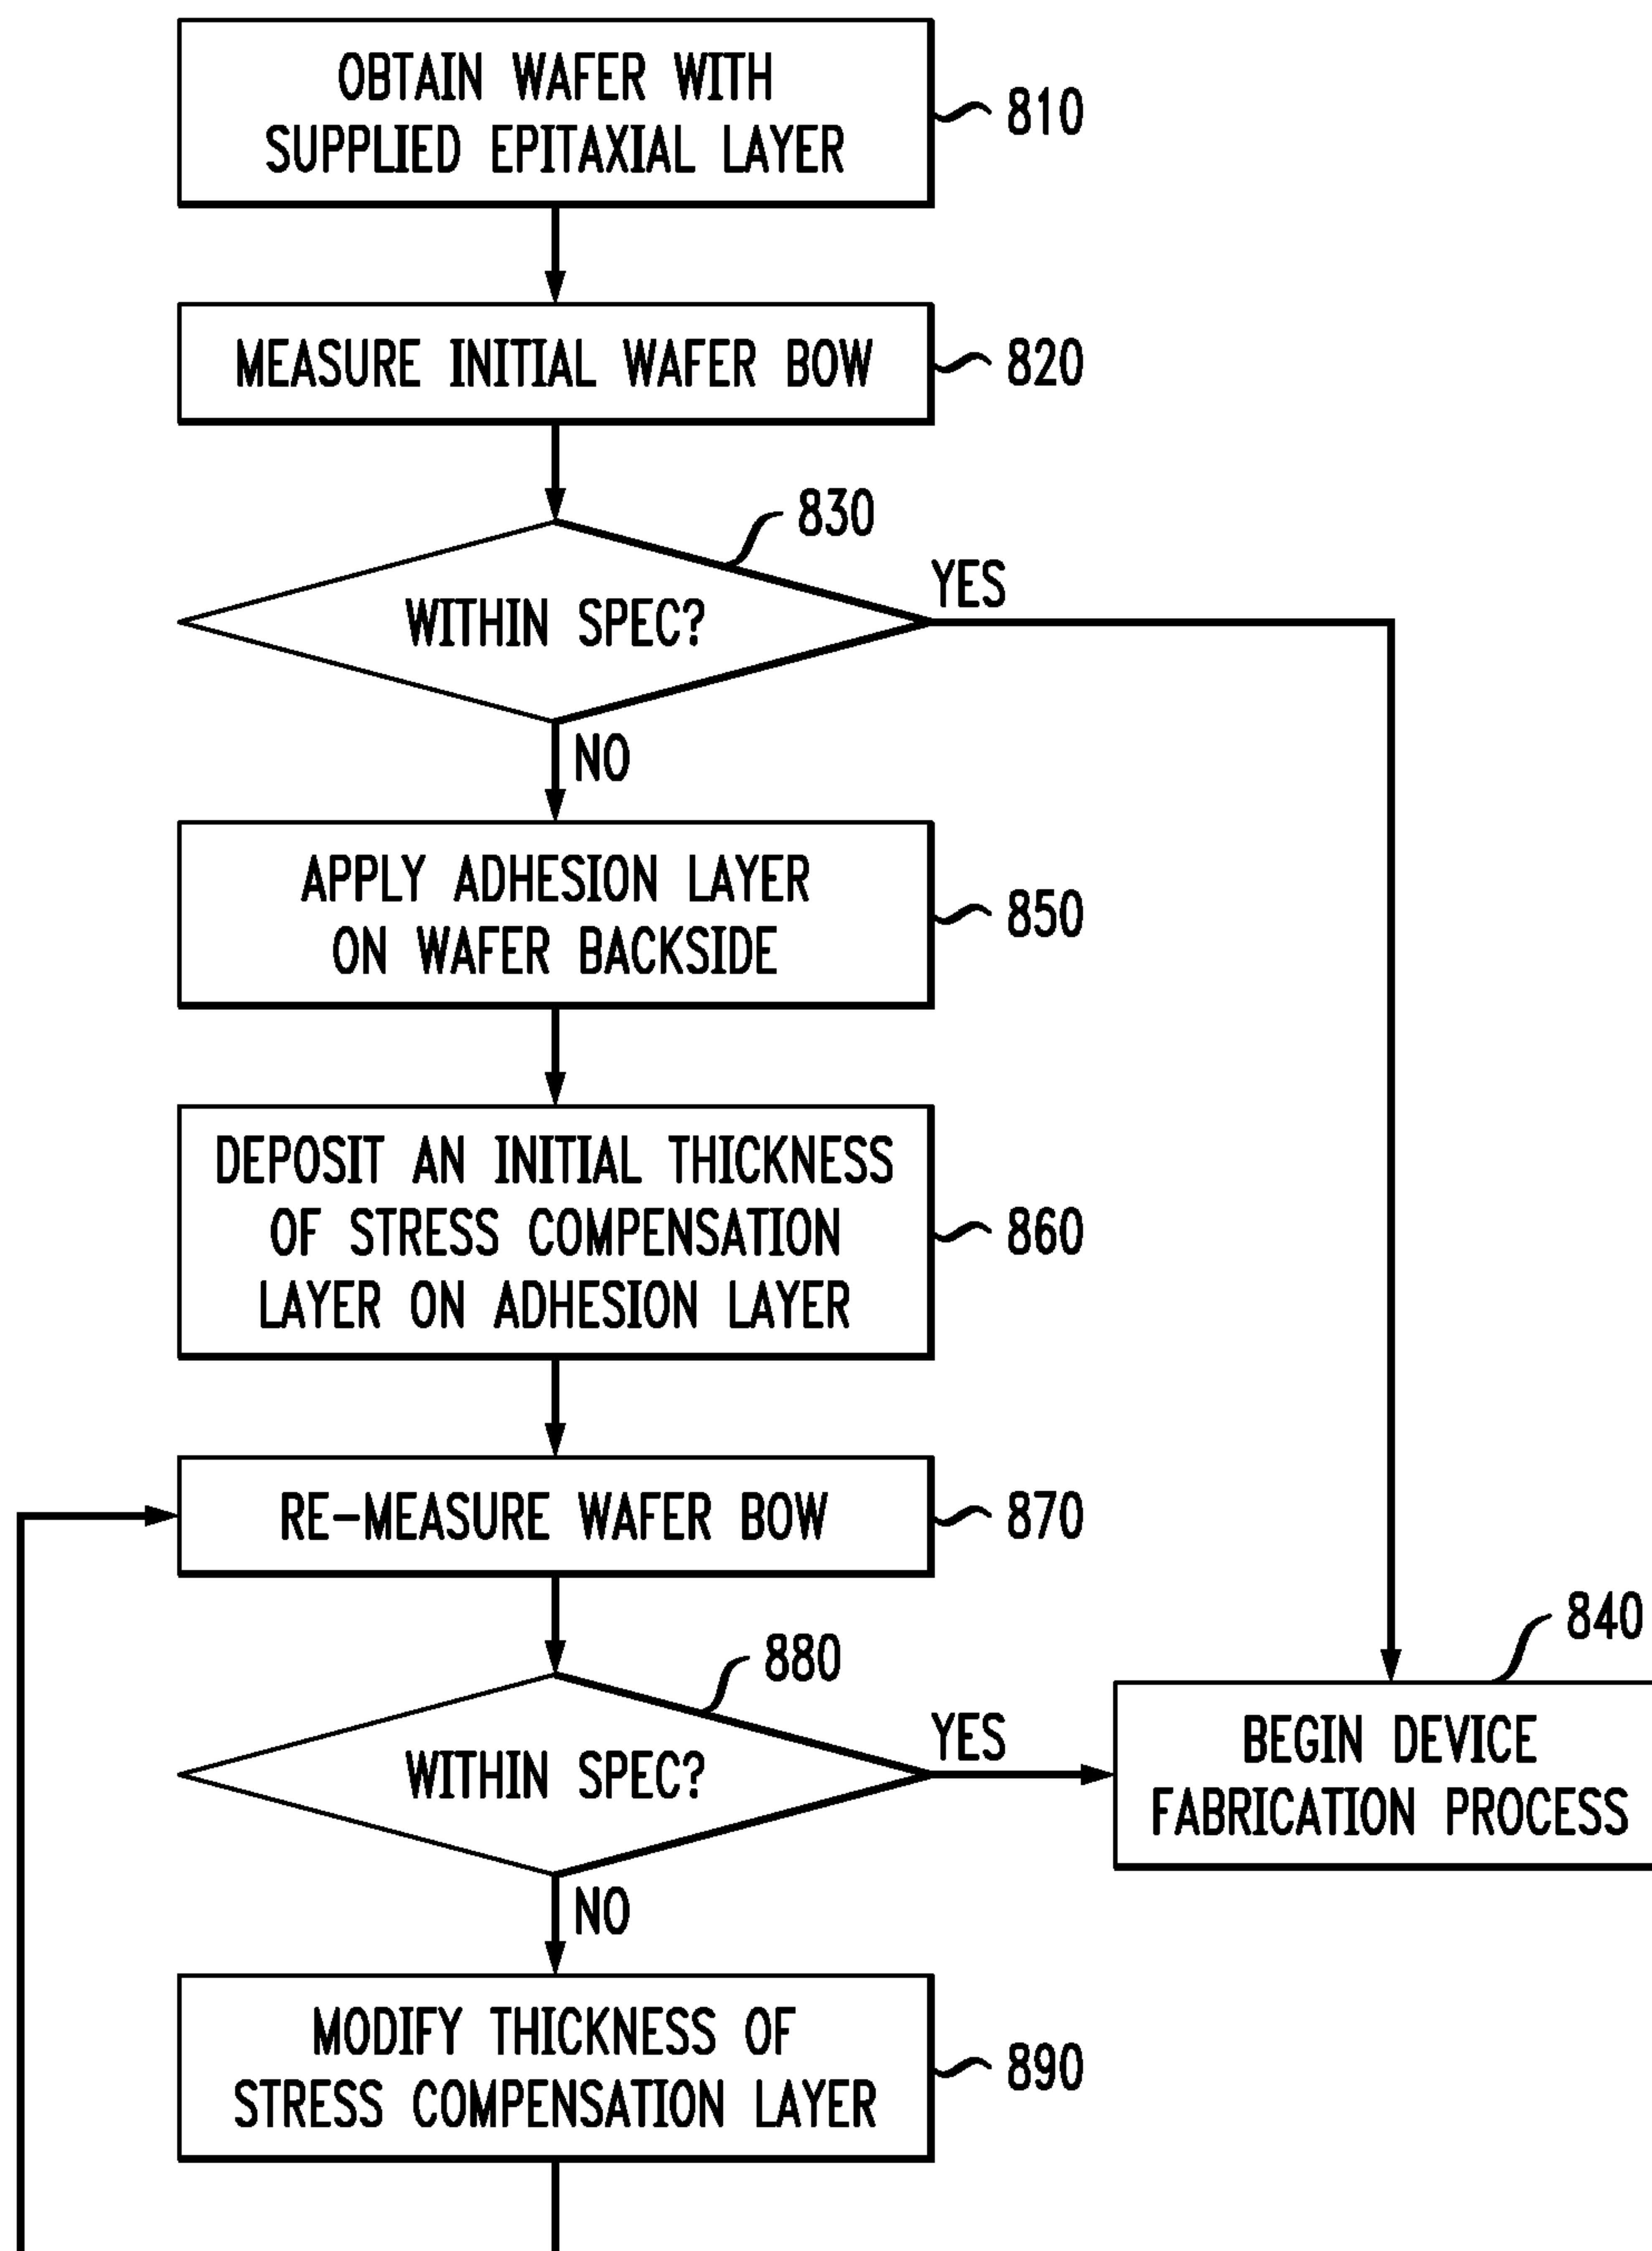 OBTAIN WAFER WITH
SUPPLIED EPITAXIAL LAYER
810
MEASURE INITIAL WAFER BOW
820
830
WITHIN SPEC?
YES
NO
APPLY ADHESION LAYER
ON WAFER BACKSIDE
850
DEPOSIT AN INITIAL THICKNESS
OF STRESS COMPENSATION
LAYER ON ADHESION LAYER
860
RE-MEASURE WAFER BOW
870
880
WITHIN SPEC?
YES
NO
840
BEGIN DEVICE
FABRICATION PROCESS
MODIFY THICKNESS OF
STRESS COMPENSATION LAYER
890